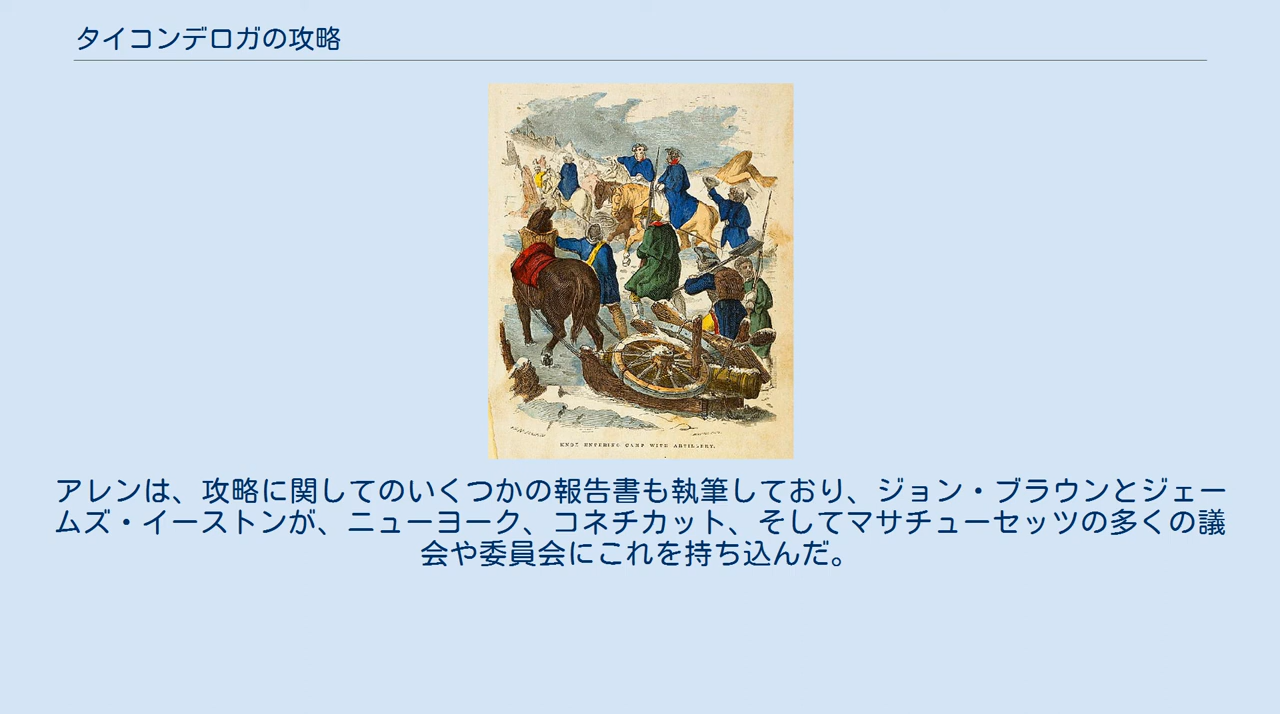 タイコンデロガの攻略
KNOX ENTERING CAMP WITH ARTILLERY.
アレンは、攻略に関してのいくつかの報告書も執筆しており、ジョン・ブラウンとジェー
ムズ・イーストンが、ニューヨーク、コネチカット、そしてマサチューセッツの多くの議
会や委員会にこれを持ち込んだ。